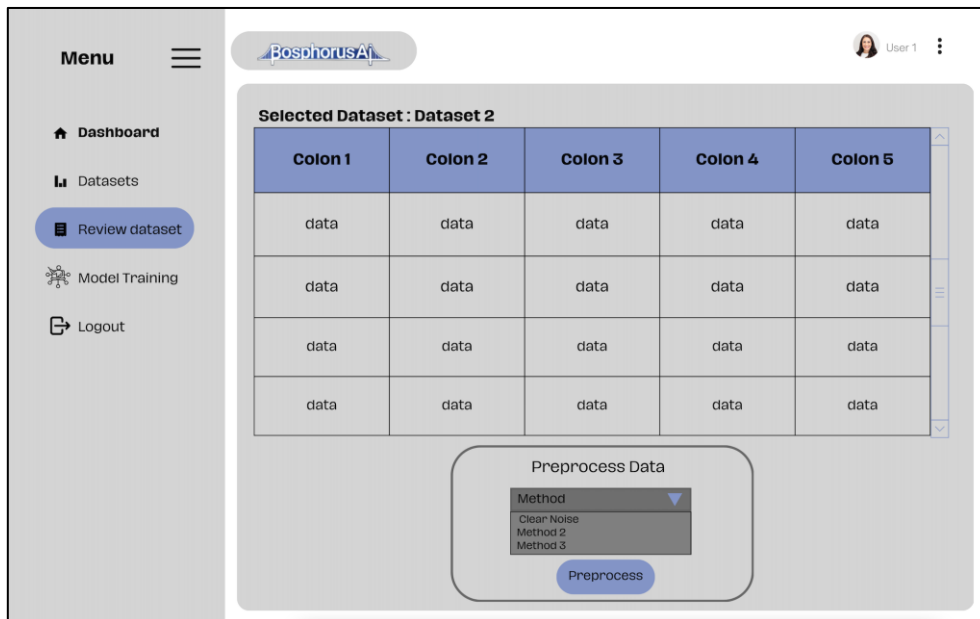 Menu
BosphorusAi
User 1
Dashboard
Datasets
Review dataset
Model Training
Logout
Selected Dataset : Dataset 2
Colon 1 Colon 2 Colon 3 Colon 4 Colon 5
data data data data data
data data data data data
data data data data data
data data data data data
Preprocess Data
Method
Clear Noise
Method 2
Method 3
Preprocess